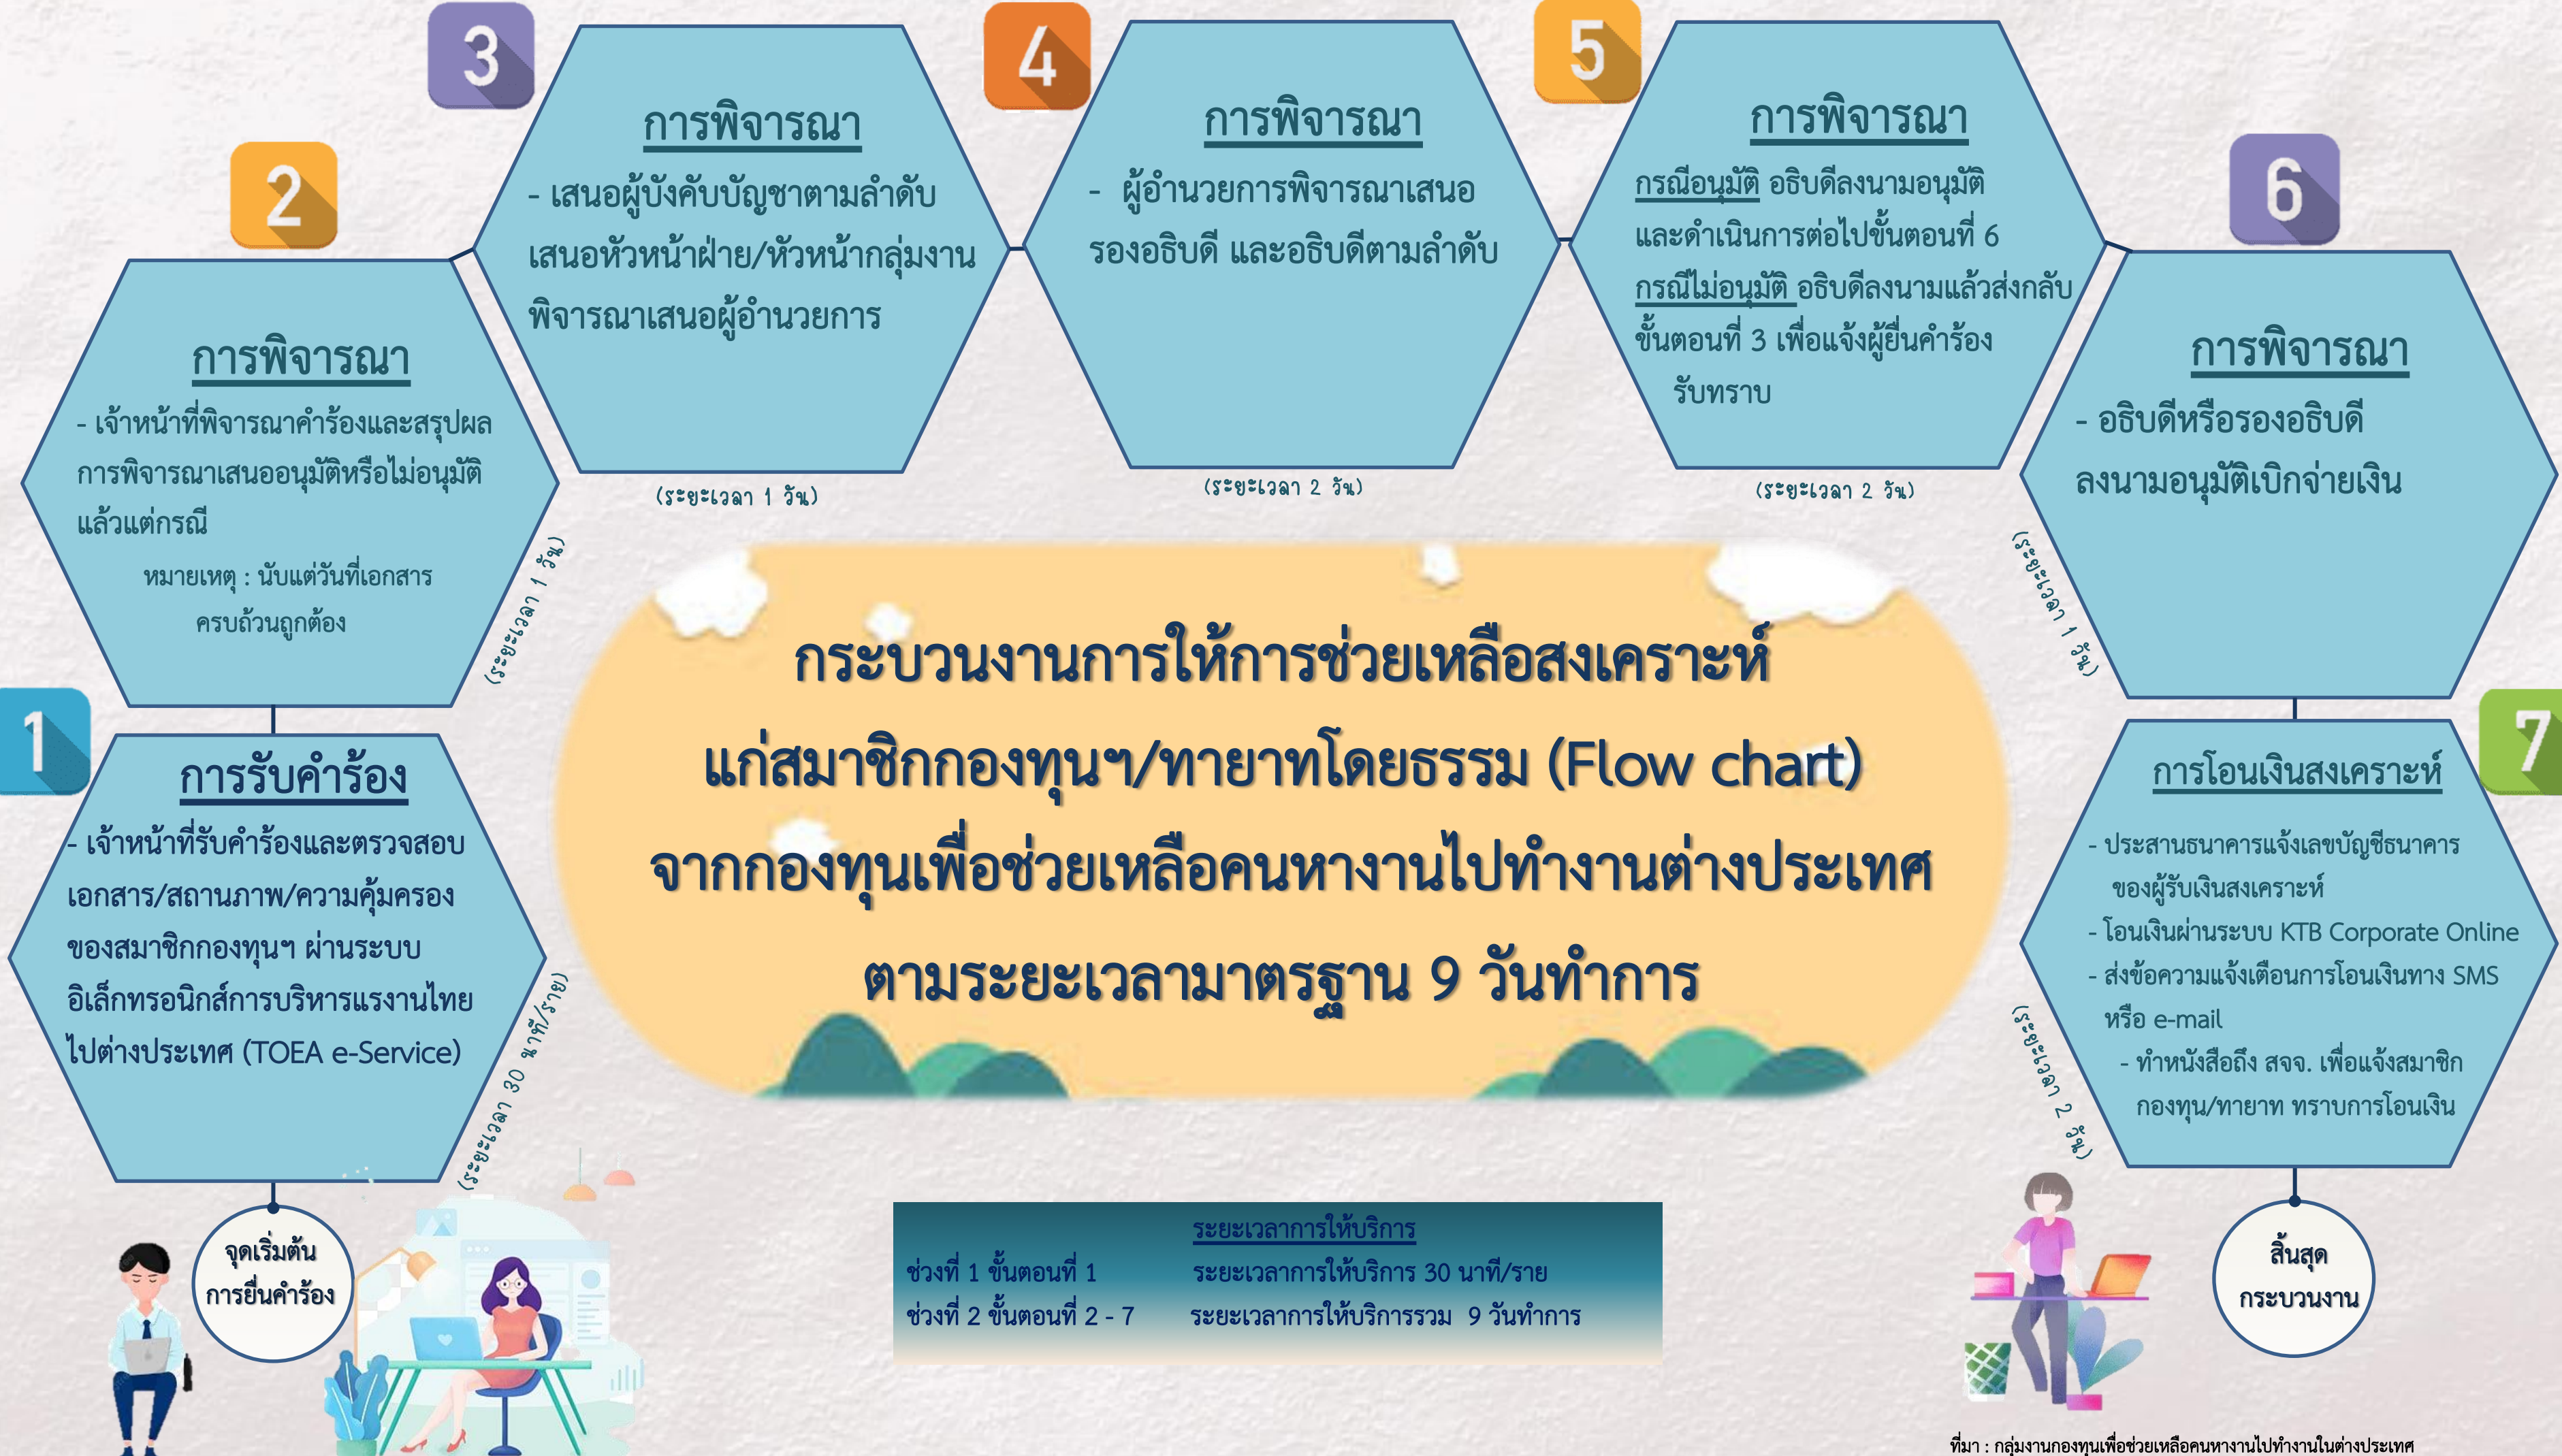 กระบวนงานการให้การช่วยเหลือสงเคราะห์
แก่สมาชิกกองทุนฯ/ทายาทโดยธรรม (Flow chart)
จากกองทุนเพื่อช่วยเหลือคนหางานไปทำงานต่างประเทศ
ตามระยะเวลามาตรฐาน 9 วันทำการ
จุดเริ่มต้น
การยื่นคำร้อง
1
การรับคำร้อง
- เจ้าหน้าที่รับคำร้องและตรวจสอบ
เอกสาร/สถานภาพ/ความคุ้มครอง
ของสมาชิกกองทุนฯ ผ่านระบบ
อิเล็กทรอนิกส์การบริหารแรงานไทย
ไปต่างประเทศ (TOEA e-Service)
(ระยะเวลา 30 นาที/ราย)
2
การพิจารณา
- เจ้าหน้าที่พิจารณาคำร้องและสรุปผล
การพิจารณาเสนออนุมัติหรือไม่อนุมัติ
แล้วแต่กรณี
หมายเหตุ : นับแต่วันที่เอกสาร
ครบถ้วนถูกต้อง
(ระยะเวลา 1 วัน)
3
การพิจารณา
- เสนอผู้บังคับบัญชาตามลำดับ
เสนอหัวหน้าฝ่าย/หัวหน้ากลุ่มงาน
พิจารณาเสนอผู้อำนวยการ
(ระยะเวลา 1 วัน)
4
การพิจารณา
- ผู้อำนวยการพิจารณาเสนอ
รองอธิบดี และอธิบดีตามลำดับ
(ระยะเวลา 2 วัน)
5
การพิจารณา
กรณีอนุมัติ อธิบดีลงนามอนุมัติ
และดำเนินการต่อไปขั้นตอนที่ 6
กรณีไม่อนุมัติ อธิบดีลงนามแล้วส่งกลับ
ขั้นตอนที่ 3 เพื่อแจ้งผู้ยื่นคำร้อง
รับทราบ
(ระยะเวลา 2 วัน)
6
การพิจารณา
- อธิบดีหรือรองอธิบดี
ลงนามอนุมัติเบิกจ่ายเงิน
(ระยะเวลา 1 วัน)
7
การโอนเงินสงเคราะห์
- ประสานธนาคารแจ้งเลขบัญชีธนาคาร
ของผู้รับเงินสงเคราะห์
- โอนเงินผ่านระบบ KTB Corporate Online
- ส่งข้อความแจ้งเตือนการโอนเงินทาง SMS
หรือ e-mail
- ทำหนังสือถึง สจจ. เพื่อแจ้งสมาชิก
กองทุน/ทายาท ทราบการโอนเงิน
(ระยะเวลา 2 วัน)
สิ้นสุด
กระบวนงาน
ระยะเวลาการให้บริการ
ช่วงที่ 1 ขั้นตอนที่ 1 ระยะเวลาการให้บริการ 30 นาที/ราย
ช่วงที่ 2 ขั้นตอนที่ 2 - 7 ระยะเวลาการให้บริการรวม 9 วันทำการ
ที่มา : กลุ่มงานกองทุนเพื่อช่วยเหลือคนหางานไปทำงานในต่างประเทศ